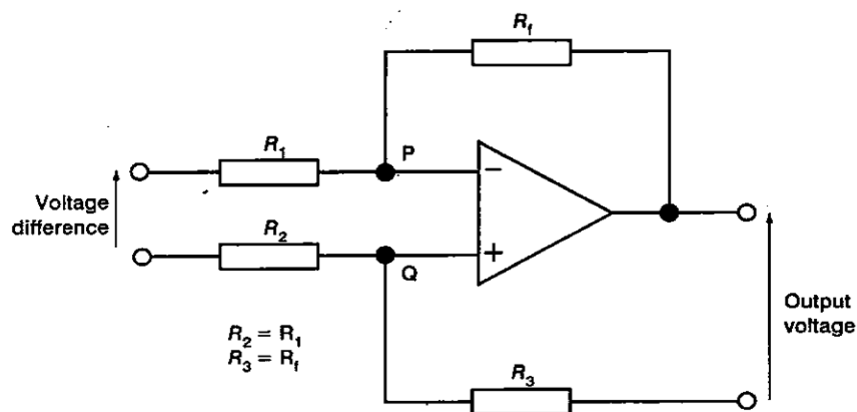 R_f
R_1
P
−
Voltage
difference
R_2
+
Q
Output
voltage
R_2 = R_1
R_3 = R_f
R_3